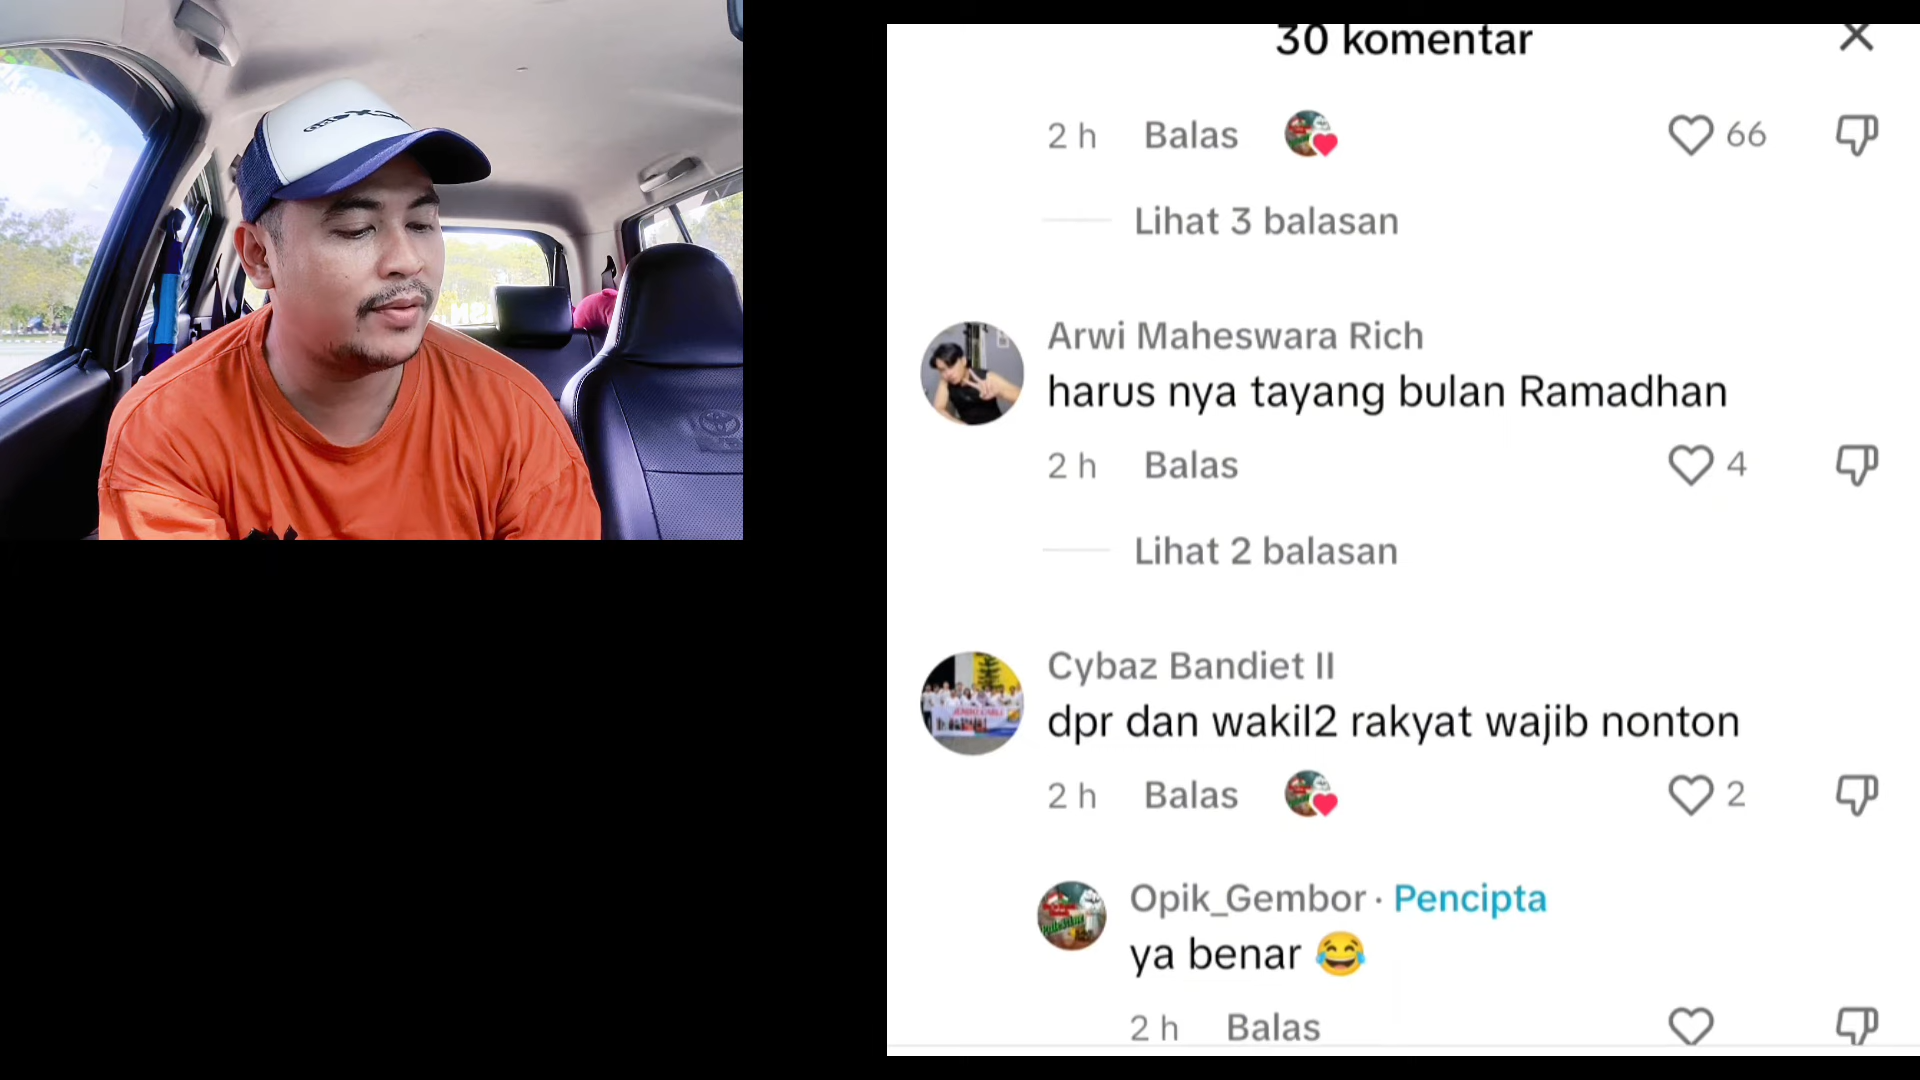 30 komentar
2 h Balas 66
Lihat 3 balasan
Arwi Maheswara Rich
harus nya tayang bulan Ramadhan
2 h Balas 4
Lihat 2 balasan
Cybaz Bandiet II
dpr dan wakil2 rakyat wajib nonton
2 h Balas 2
Opik_Gembor · Pencipta
ya benar 😂
2 h Balas